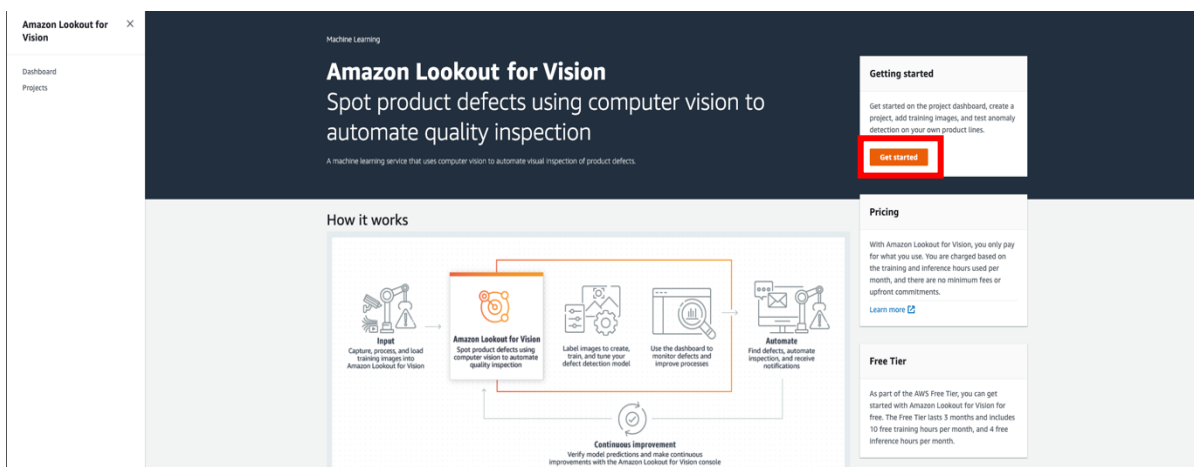 Amazon Lookout for
Vision
Dashboard
Projects
Machine Learning
Amazon Lookout for Vision
Spot product defects using computer vision to
automate quality inspection
A machine learning service that uses computer vision to automate visual inspection of product defects.
Getting started
Get started on the project dashboard, create a
project, add training images, and test anomaly
detection on your own product lines.
Get started
Pricing
With Amazon Lookout for Vision, you only pay
for what you use. You are charged based on
the training and inference hours used per
month, and there are no minimum fees or
upfront commitments.
Learn more
Free Tier
As part of the AWS Free Tier, you can get
started with Amazon Lookout for Vision for
free. The Free Tier lasts 3 months and includes
10 free training hours per month, and 4 free
inference hours per month.
How it works
Input
Capture, process, and load
training images into
Amazon Lookout for Vision
Amazon Lookout for Vision
Spot product defects using
computer vision to automate
quality inspection
Label images to create,
train, and tune your
defect detection model
Use the dashboard to
monitor defects and
improve processes
Automate
Find defects, automate
inspection, and receive
notifications
Continuous improvement
Verify model predictions and make continuous
improvements with the Amazon Lookout for Vision console